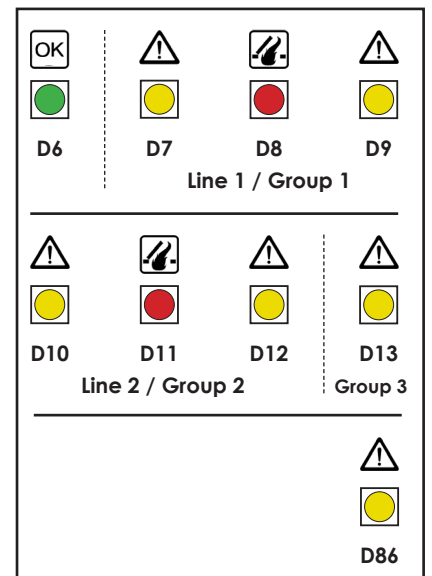 OK
D6 D7 D8 D9
Line 1 / Group 1
D10 D11 D12 D13
Line 2 / Group 2 Group 3
D86